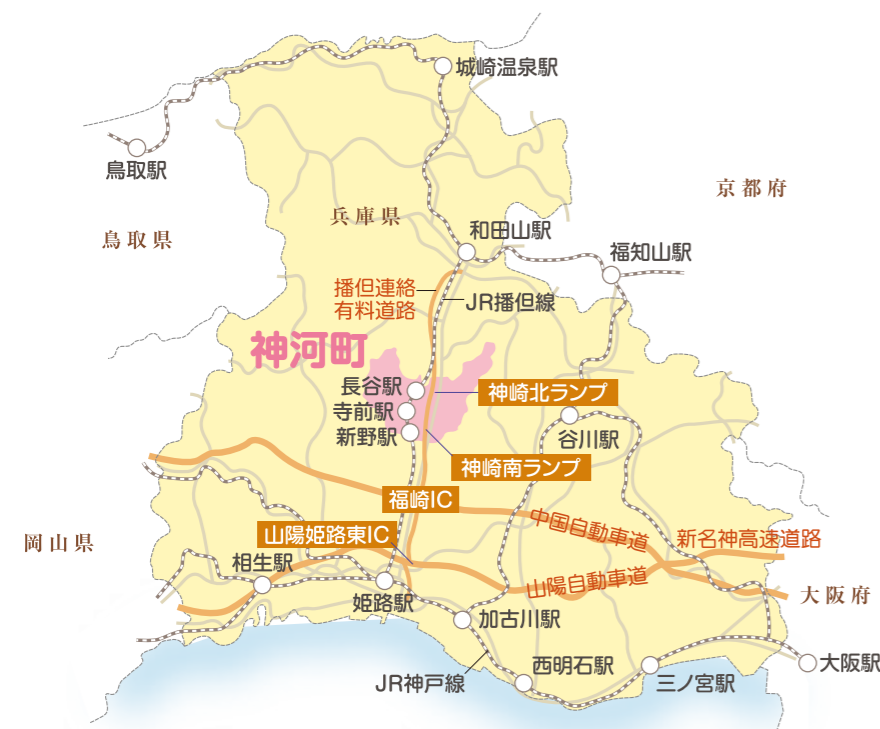 城崎温泉駅
鳥取駅
京都府
兵庫県
鳥取県
和田山駅
福知山駅
播但連絡
有料道路
JR播但線
神河町
長谷駅
神崎北ランプ
寺前駅
新野駅
谷川駅
神崎南ランプ
福崎IC
中国自動車道
山陽姫路東IC
新名神高速道路
岡山県
相生駅
山陽自動車道
大阪府
姫路駅
加古川駅
西明石駅
大阪駅
JR神戸線
三ノ宮駅